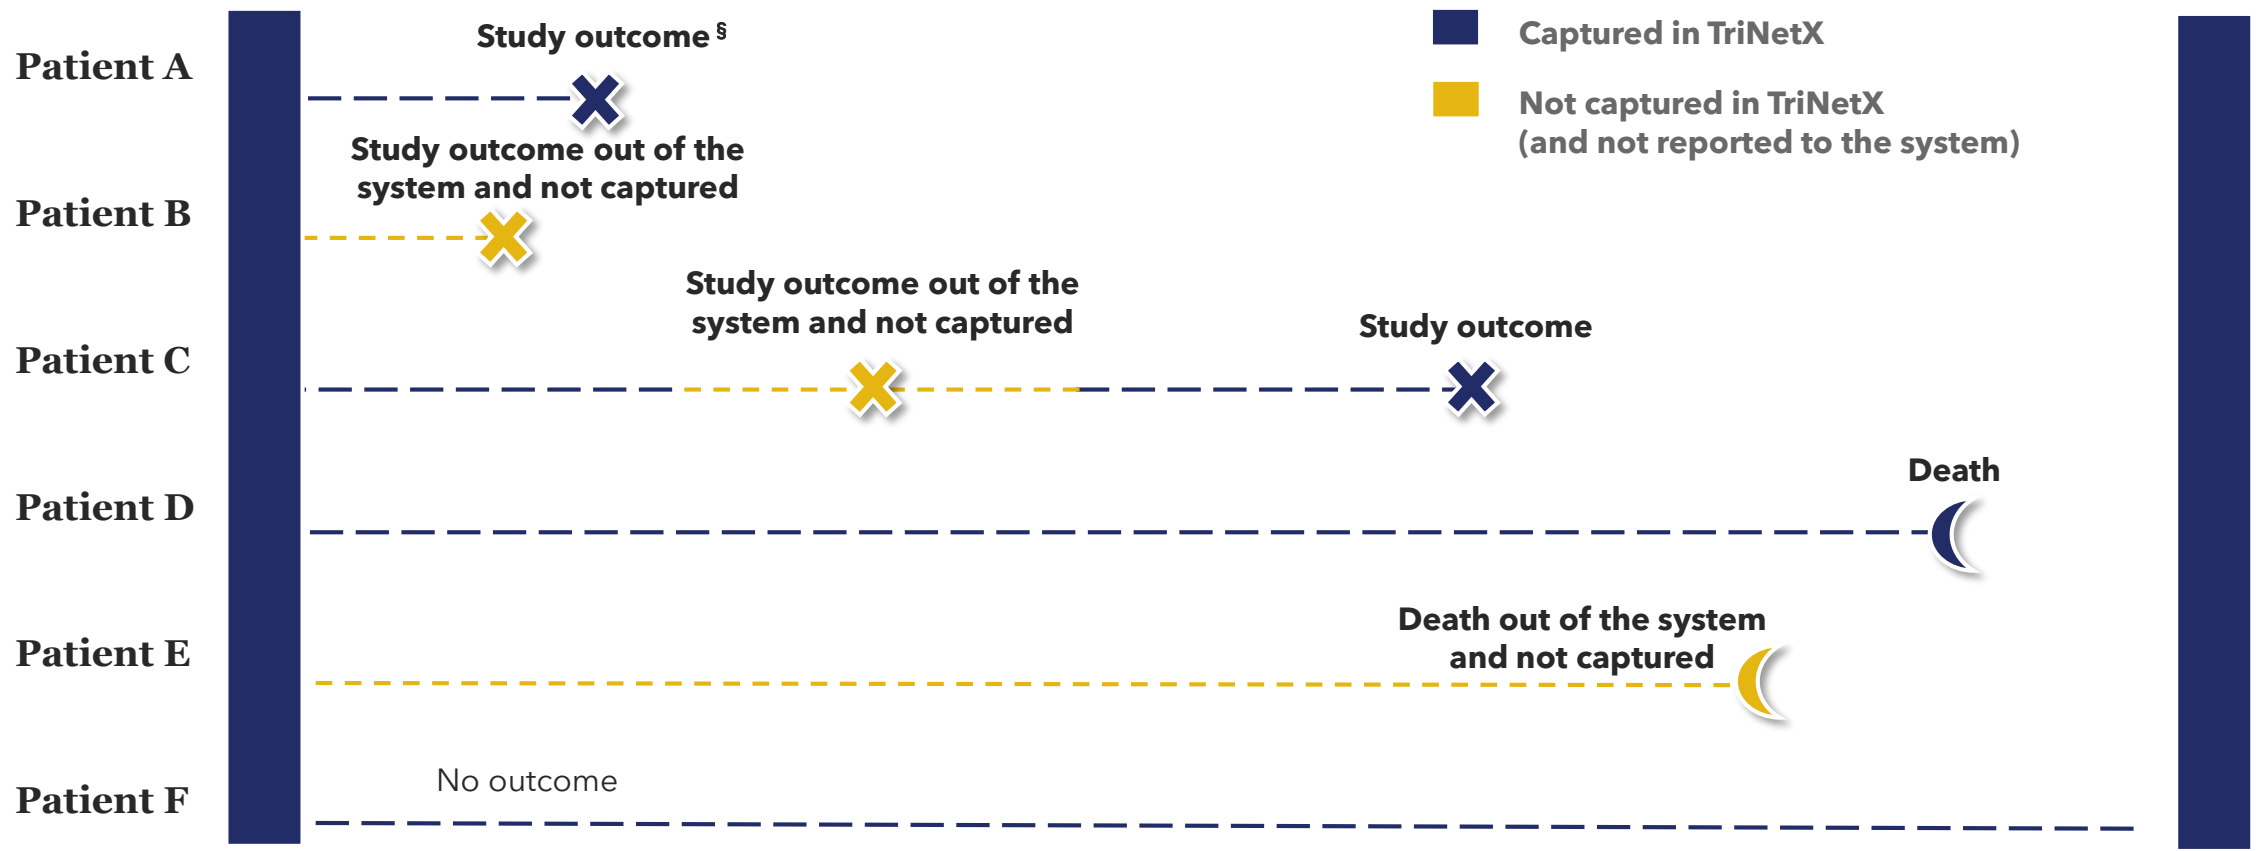 Study outcome §
Captured in TriNetX
Patient A
Not captured in TriNetX
(and not reported to the system)
Study outcome out of the
system and not captured
Patient B
Study outcome out of the
system and not captured
Study outcome
Patient C
Death
Patient D
Death out of the system
and not captured
Patient E
No outcome
Patient F